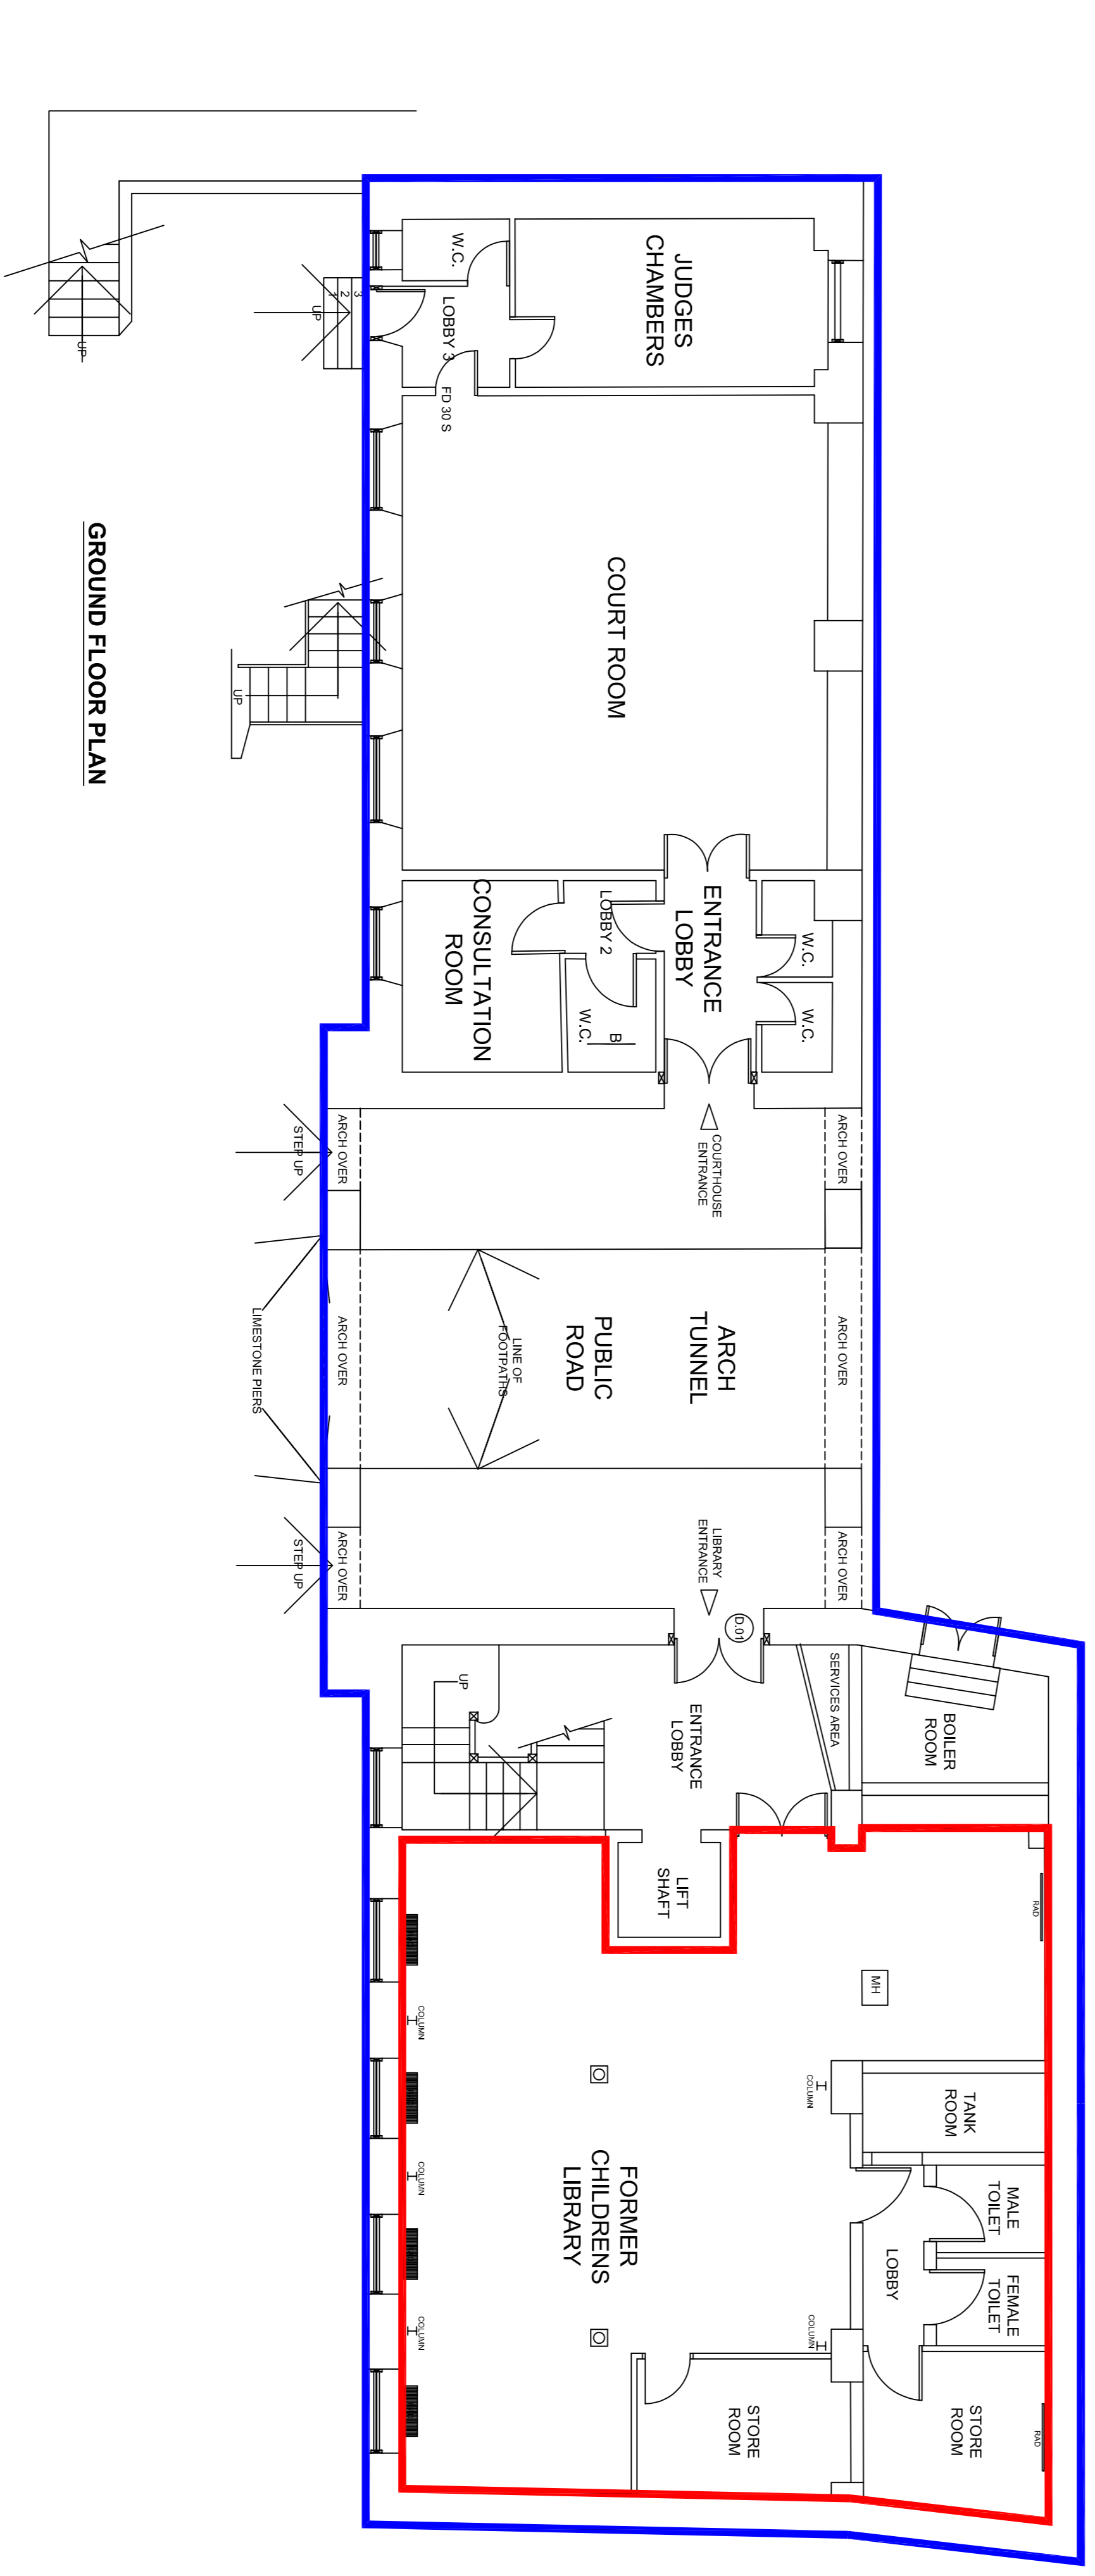 GROUND FLOOR PLAN
UP
UP
1
2
3
UP
W.C.
LOBBY 3
FD 30 S
JUDGES
CHAMBERS
COURT ROOM
CONSULTATION
ROOM
LOBBY 2
W.C.
B
ENTRANCE
LOBBY
W.C.
W.C.
COURTHOUSE
ENTRANCE
ARCH OVER
ARCH OVER
STEP UP
LIMESTONE PIERS
ARCH OVER
LINE OF
FOOTPATHS
PUBLIC
ROAD
ARCH
TUNNEL
ARCH OVER
STEP UP
ARCH OVER
ARCH OVER
LIBRARY
ENTRANCE
D.01
SERVICES AREA
BOILER
ROOM
ENTRANCE
LOBBY
UP
LIFT
SHAFT
RAD
MH
COLUMN
COLUMN
COLUMN
COLUMN
COLUMN
TANK
ROOM
MALE
TOILET
FEMALE
TOILET
LOBBY
FORMER
CHILDRENS
LIBRARY
STORE
ROOM
STORE
ROOM
RAD